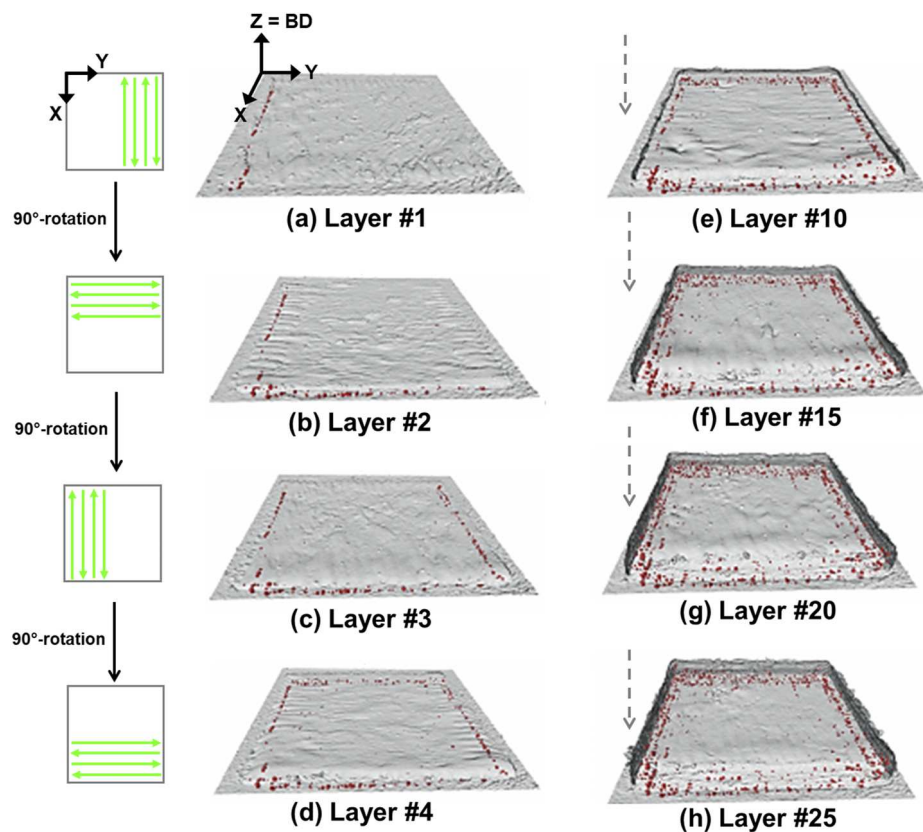 Z = BD
Y
X
Y
X
(a) Layer #1
(e) Layer #10
90°-rotation
(b) Layer #2
(f) Layer #15
90°-rotation
(c) Layer #3
(g) Layer #20
90°-rotation
(d) Layer #4
(h) Layer #25